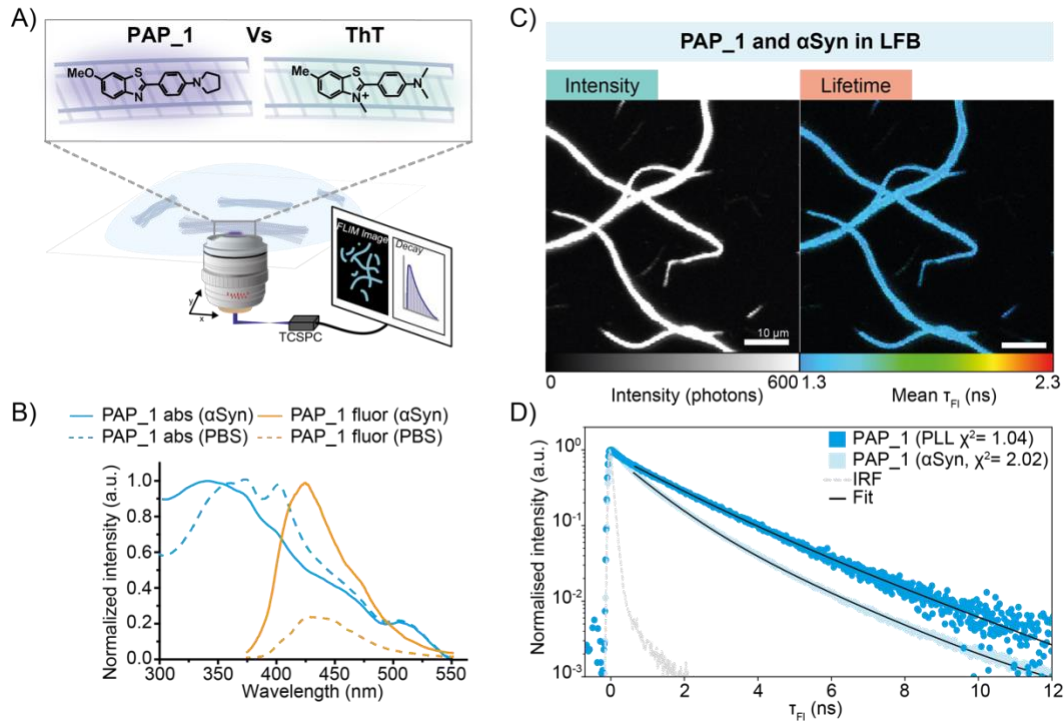 A)
PAP_1 Vs ThT
MeO
S
N
N
Me
S
N+
N
FLIM Image
Decay
y
x
TCSPC
B)
PAP_1 abs (αSyn)
PAP_1 fluor (αSyn)
PAP_1 abs (PBS)
PAP_1 fluor (PBS)
Normalized intensity (a.u.)
1.0
0.8
0.6
0.4
0.2
0.0
300 350 400 450 500 550
Wavelength (nm)
C)
PAP_1 and αSyn in LFB
Intensity
Lifetime
10 µm
0 600
Intensity (photons)
1.3 2.3
Mean τFl (ns)
D)
PAP_1 (PLL χ²= 1.04)
PAP_1 (αSyn, χ²= 2.02)
IRF
Fit
Normalised intensity (a.u.)
10⁰
10⁻¹
10⁻²
10⁻³
0 2 4 6 8 10 12
τFl (ns)